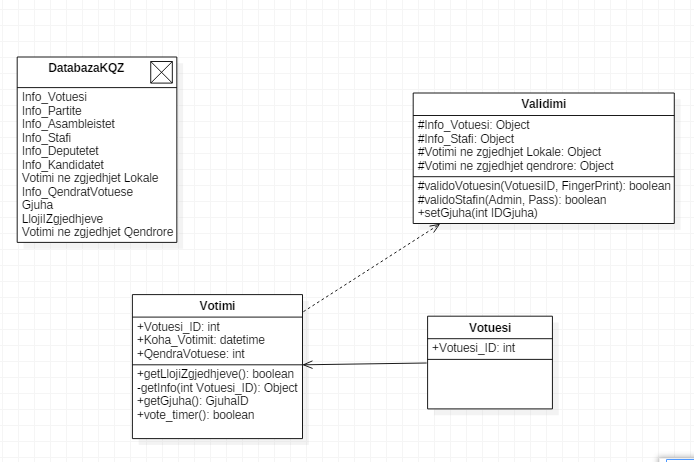 DatabazaKQZ
Info_Votuesi
Info_Partite
Info_Asambleistet
Info_Stafi
Info_Deputetet
Info_Kandidatet
Votimi ne zgjedhjet Lokale
Info_QendratVotuese
Gjuha
LlojiIZgjedhjeve
Votimi ne zgjedhjet Qendrore
Validimi
#Info_Votuesi: Object
#Info_Stafi: Object
#Votimi ne zgjedhjet Lokale: Object
#Votimi ne zgjedhjet qendrore: Object
#validoVotuesin(VotuesiID, FingerPrint): boolean
#validoStafin(Admin, Pass): boolean
+setGjuha(int IDGjuha)
Votimi
+Votuesi_ID: int
+Koha_Votimit: datetime
+QendraVotuese: int
+getLlojiZgjedhjeve(): boolean
-getInfo(int Votuesi_ID): Object
+getGjuha(): GjuhaID
+vote_timer(): boolean
Votuesi
+Votuesi_ID: int